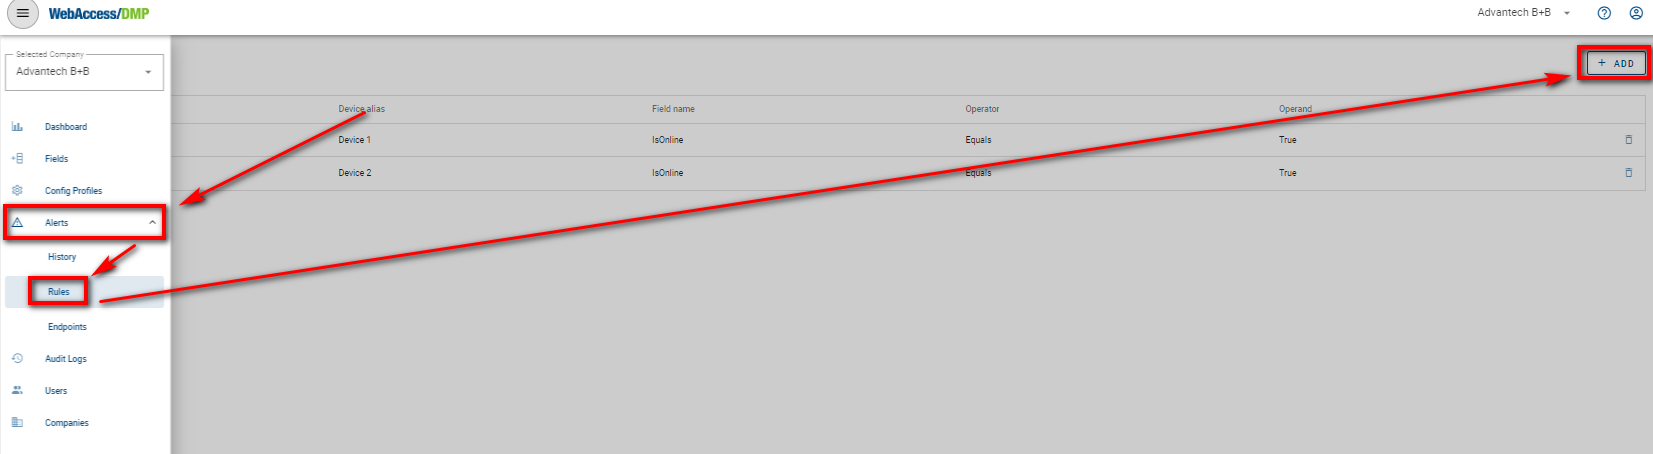 WebAccess/DMP
Advantech B+B
Selected Company
Advantech B+B
+ ADD
Device alias Field name Operator Operand
Dashboard
Device 1 IsOnline Equals True
Fields
Device 2 IsOnline Equals True
Config Profiles
Alerts
History
Rules
Endpoints
Audit Logs
Users
Companies